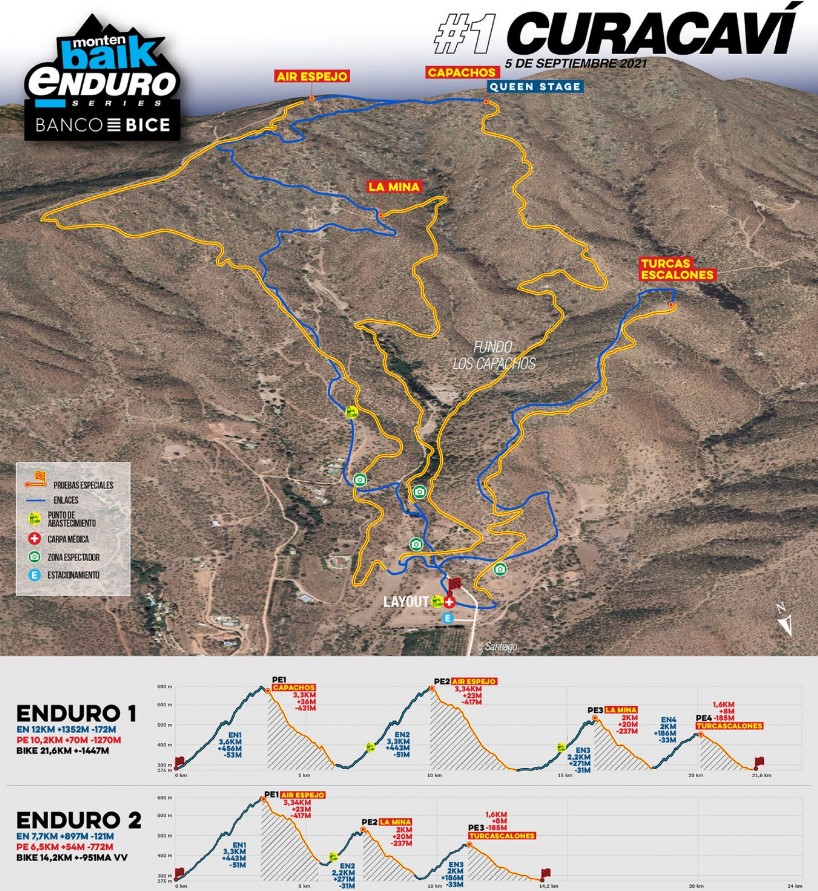 monten
baik
ENDURO
SERIES
BANCO BICE
#1 CURACAVÍ
5 DE SEPTIEMBRE 2021
AIR ESPEJO
CAPACHOS
QUEEN STAGE
LA MINA
TURCAS
ESCALONES
FUNDO
LOS CAPACHOS
PRUEBAS ESPECIALES
ENLACES
PUNTO DE
ABASTECIMIENTO
CARPA MÉDICA
ZONA ESPECTADOR
E
ESTACIONAMIENTO
LAYOUT
E
Santiago
N
ENDURO 1
EN 12KM +1352M -172M
PE 10,2KM +70M -1270M
BIKE 21,6KM +-1447M
690 m
600 m
500 m
400 m
300 m
275 m
EN1
3,6KM
+456M
-53M
PE1
CAPACHOS
3,3KM
+36M
-431M
EN2
3,3KM
+443M
-51M
PE2 AIR ESPEJO
3,34KM
+23M
-417M
EN3
2,2KM
+271M
-31M
PE3 LA MINA
2KM
+20M
-237M
EN4
2KM
+186M
-33M
1,6KM
+8M
-185M
PE4
TURCASCALONES
0 km
5 km
10 km
15 km
20 km
21,6 km
ENDURO 2
EN 7,7KM +897M -121M
PE 6,5KM +54M -772M
BIKE 14,2KM +-951MA VV
690 m
600 m
500 m
400 m
300 m
275 m
EN1
3,3KM
+443M
-51M
PE1 AIR ESPEJO
3,34KM
+23M
-417M
EN2
2,2KM
+271M
-31M
PE2 LA MINA
2KM
+20M
-237M
EN3
2KM
+186M
-33M
1,6KM
+8M
PE3 -185M
TURCASCALONES
0 km
5 km
10 km
14,2 km
20 km
24 km